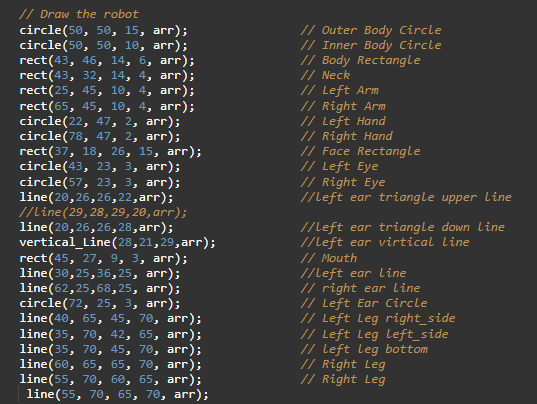 // Draw the robot
circle(50, 50, 15, arr); // Outer Body Circle
circle(50, 50, 10, arr); // Inner Body Circle
rect(43, 46, 14, 6, arr); // Body Rectangle
rect(43, 32, 14, 4, arr); // Neck
rect(25, 45, 10, 4, arr); // Left Arm
rect(65, 45, 10, 4, arr); // Right Arm
circle(22, 47, 2, arr); // Left Hand
circle(78, 47, 2, arr); // Right Hand
rect(37, 18, 26, 15, arr); // Face Rectangle
circle(43, 23, 3, arr); // Left Eye
circle(57, 23, 3, arr); // Right Eye
line(20,26,26,22,arr); //left ear triangle upper line
//line(29,28,29,20,arr);
line(20,26,26,28,arr); //left ear triangle down line
vertical_Line(28,21,29,arr); //left ear virtical line
rect(45, 27, 9, 3, arr); // Mouth
line(30,25,36,25, arr); //left ear line
line(62,25,68,25, arr); // right ear line
circle(72, 25, 3, arr); // Left Ear Circle
line(40, 65, 45, 70, arr); // Left Leg right_side
line(35, 70, 42, 65, arr); // Left Leg left_side
line(35, 70, 45, 70, arr); // left leg bottom
line(60, 65, 65, 70, arr); // Right Leg
line(55, 70, 60, 65, arr); // Right Leg
line(55, 70, 65, 70, arr);